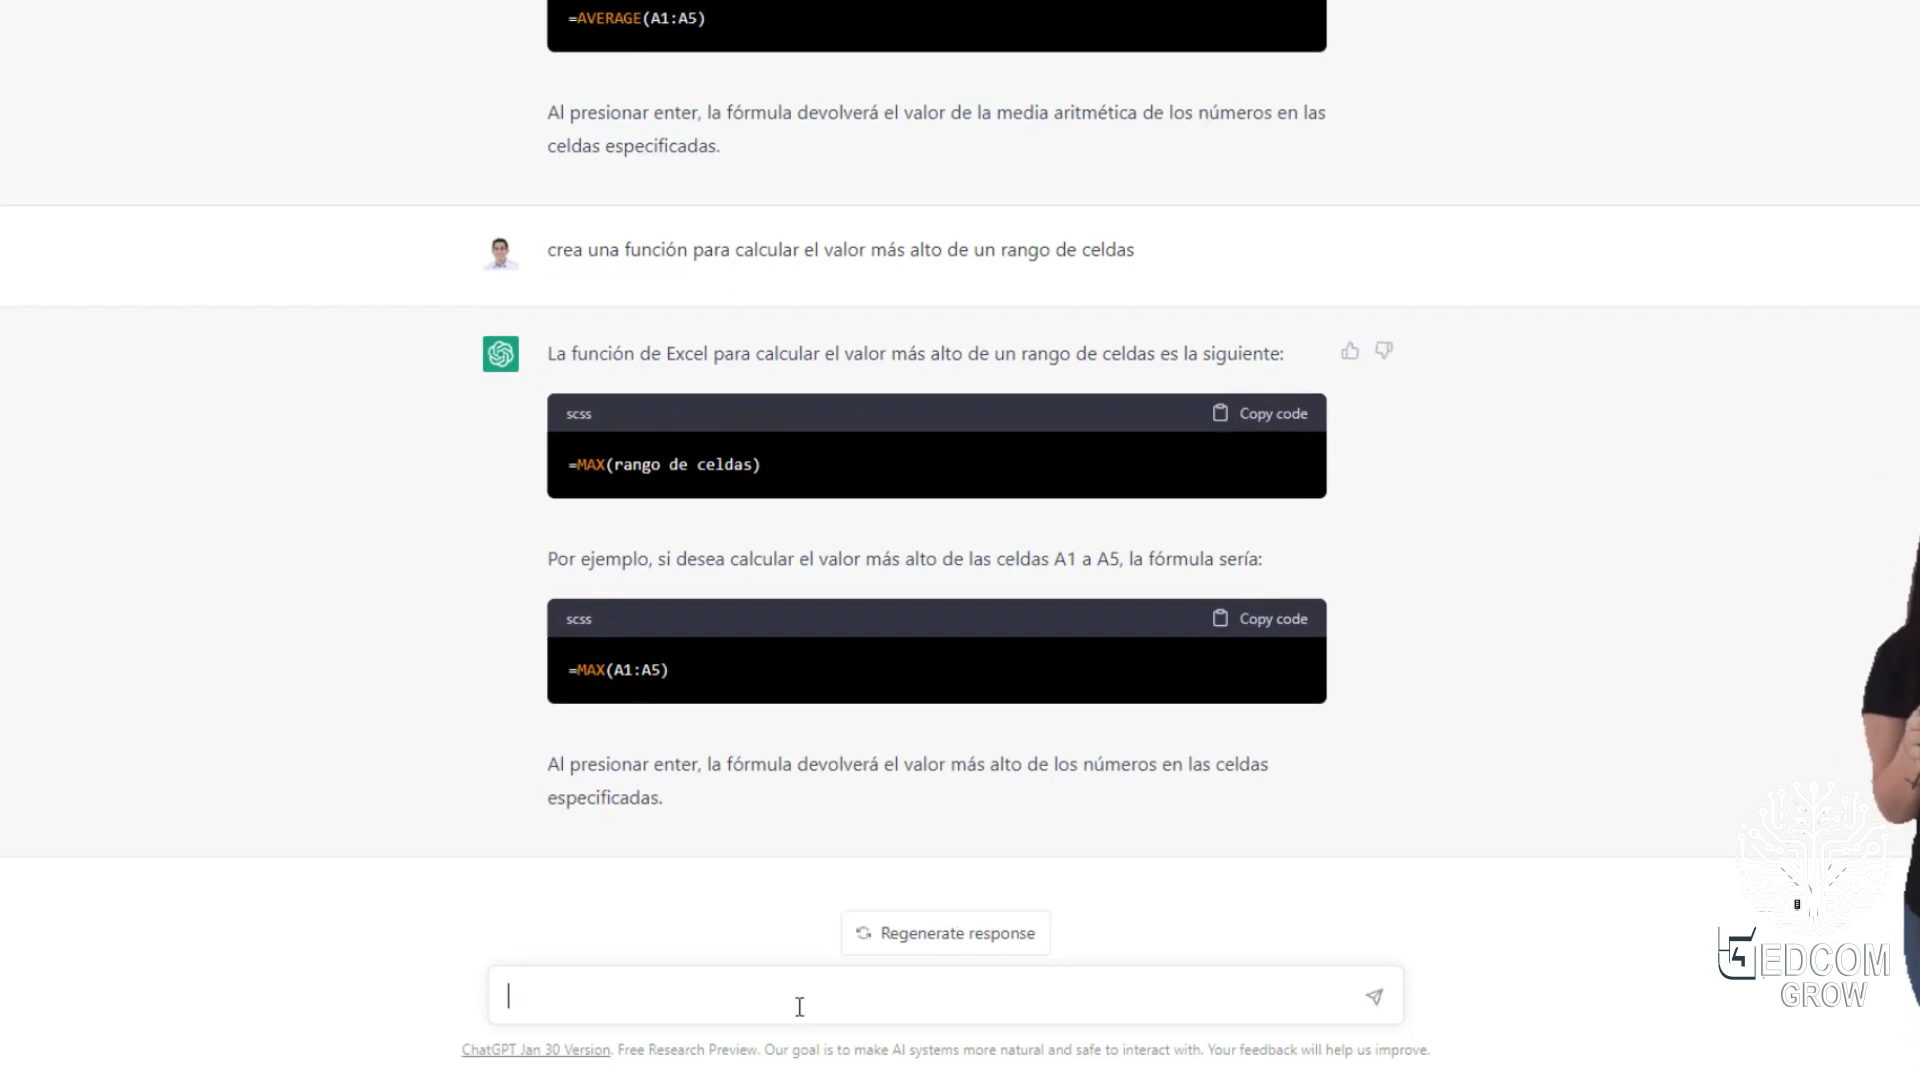 =AVERAGE(A1:A5)
Al presionar enter, la fórmula devolverá el valor de la media aritmética de los números en las
celdas especificadas.
crea una función para calcular el valor más alto de un rango de celdas
La función de Excel para calcular el valor más alto de un rango de celdas es la siguiente:
scss
Copy code
=MAX(rango de celdas)
Por ejemplo, si desea calcular el valor más alto de las celdas A1 a A5, la fórmula sería:
scss
Copy code
=MAX(A1:A5)
Al presionar enter, la fórmula devolverá el valor más alto de los números en las celdas
especificadas.
Regenerate response
ChatGPT Jan 30 Version. Free Research Preview. Our goal is to make AI systems more natural and safe to interact with. Your feedback will help us improve.
EDCOM
GROW